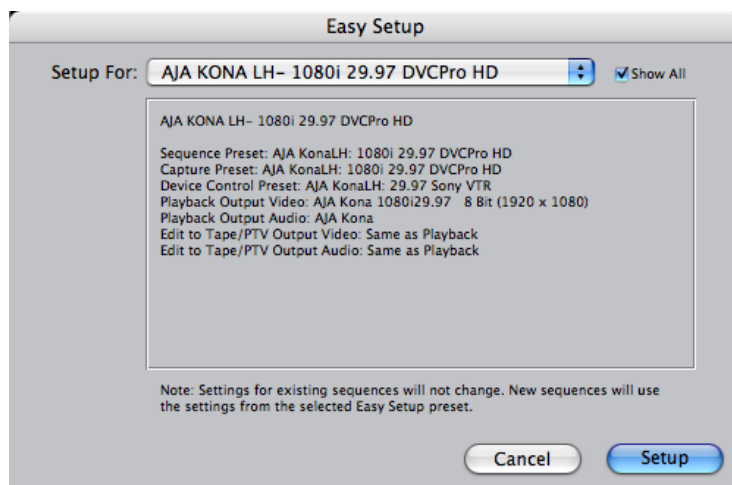 Easy Setup
Setup For: AJA KONA LH- 1080i 29.97 DVCPro HD Show All
AJA KONA LH- 1080i 29.97 DVCPro HD
Sequence Preset: AJA KonaLH: 1080i 29.97 DVCPro HD
Capture Preset: AJA KonaLH: 1080i 29.97 DVCPro HD
Device Control Preset: AJA KonaLH: 29.97 Sony VTR
Playback Output Video: AJA Kona 1080i29.97 8 Bit (1920 x 1080)
Playback Output Audio: AJA Kona
Edit to Tape/PTV Output Video: Same as Playback
Edit to Tape/PTV Output Audio: Same as Playback
Note: Settings for existing sequences will not change. New sequences will use
the settings from the selected Easy Setup preset.
Cancel Setup